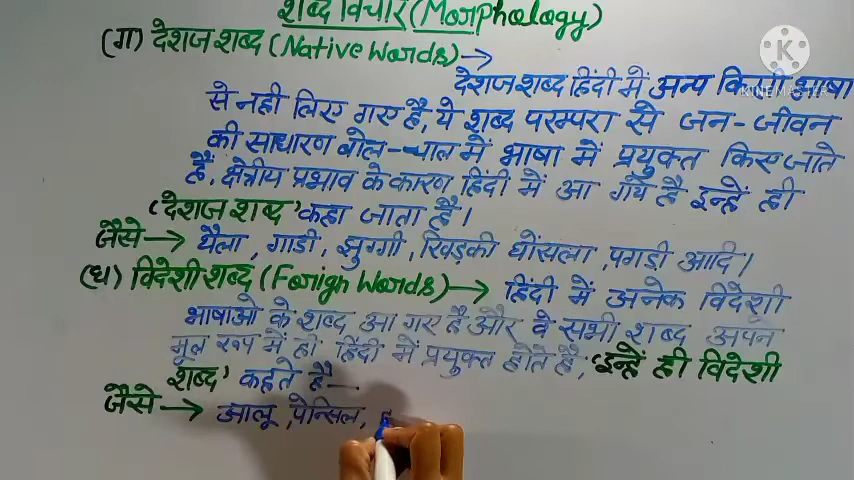 शब्द विचार (Morphology)
(ग) देशज शब्द (Native Words) →
देशज शब्द हिंदी में अन्य किसी भाषा
से नही लिए गए है, ये शब्द परम्परा से जन-जीवन
की साधारण बोल-चाल में भाषा में प्रयुक्त किए जाते
हैं, क्षेत्रीय प्रभाव के कारण हिंदी में आ गये है इन्हें ही
'देशज शब्द' कहा जाता है।
जैसे → थैला, गाडी, झुग्गी, खिड़की घोंसला, पगडी आदि।
(घ) विदेशी शब्द (Forign Words) → हिंदी में अनेक विदेशी
भाषाओ के शब्द आ गए है और वे सभी शब्द अपने
मूल रूप में ही हिंदी में प्रयुक्त होते है, 'इन्हें ही विदेशी
शब्द' कहते है —
जैसे → आलू, पेन्सिल,
KINEMASTER